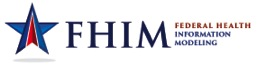 FHIM
FEDERAL HEALTH
INFORMATION
MODELING